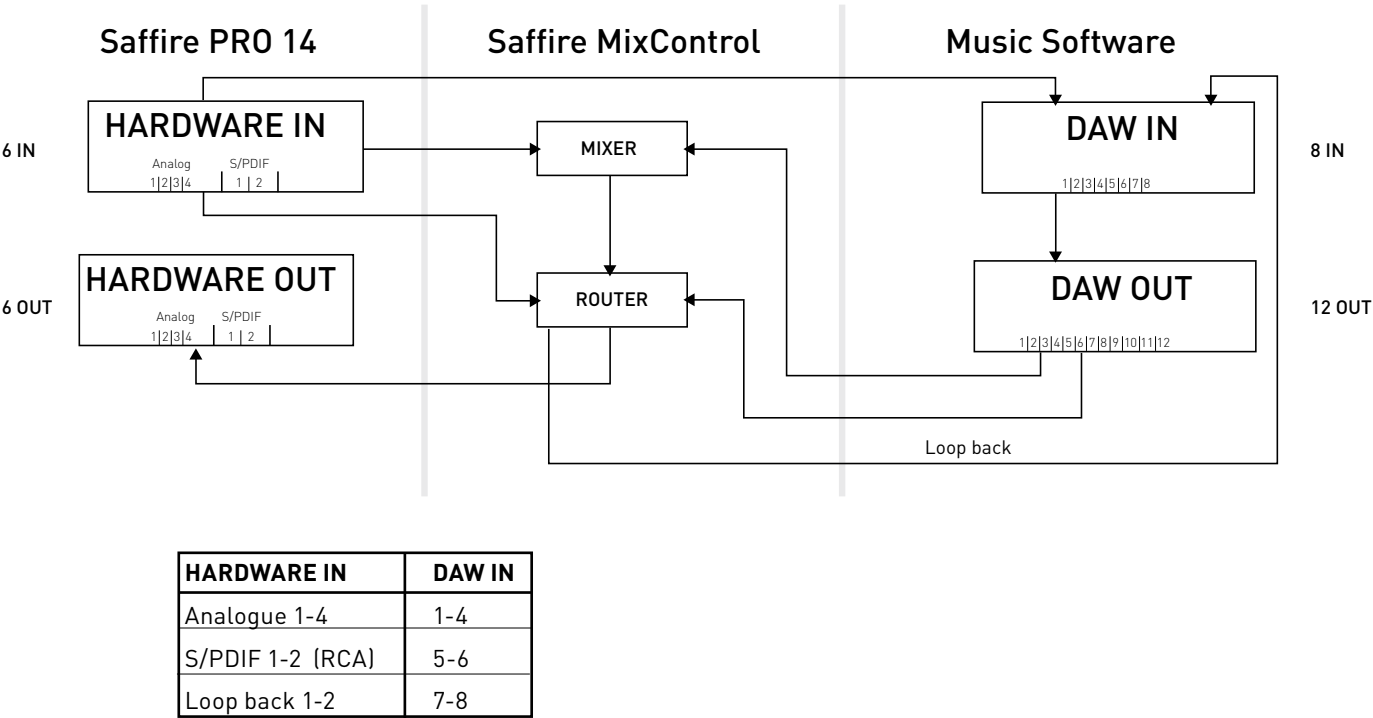 Saffire PRO 14
Saffire MixControl
Music Software
6 IN
HARDWARE IN
Analog S/PDIF
1|2|3|4 1 | 2
MIXER
DAW IN
1|2|3|4|5|6|7|8
8 IN
6 OUT
HARDWARE OUT
Analog S/PDIF
1|2|3|4 1 | 2
ROUTER
DAW OUT
1|2|3|4|5|6|7|8|9|10|11|12
12 OUT
Loop back
HARDWARE IN DAW IN
Analogue 1-4 1-4
S/PDIF 1-2 (RCA) 5-6
Loop back 1-2 7-8